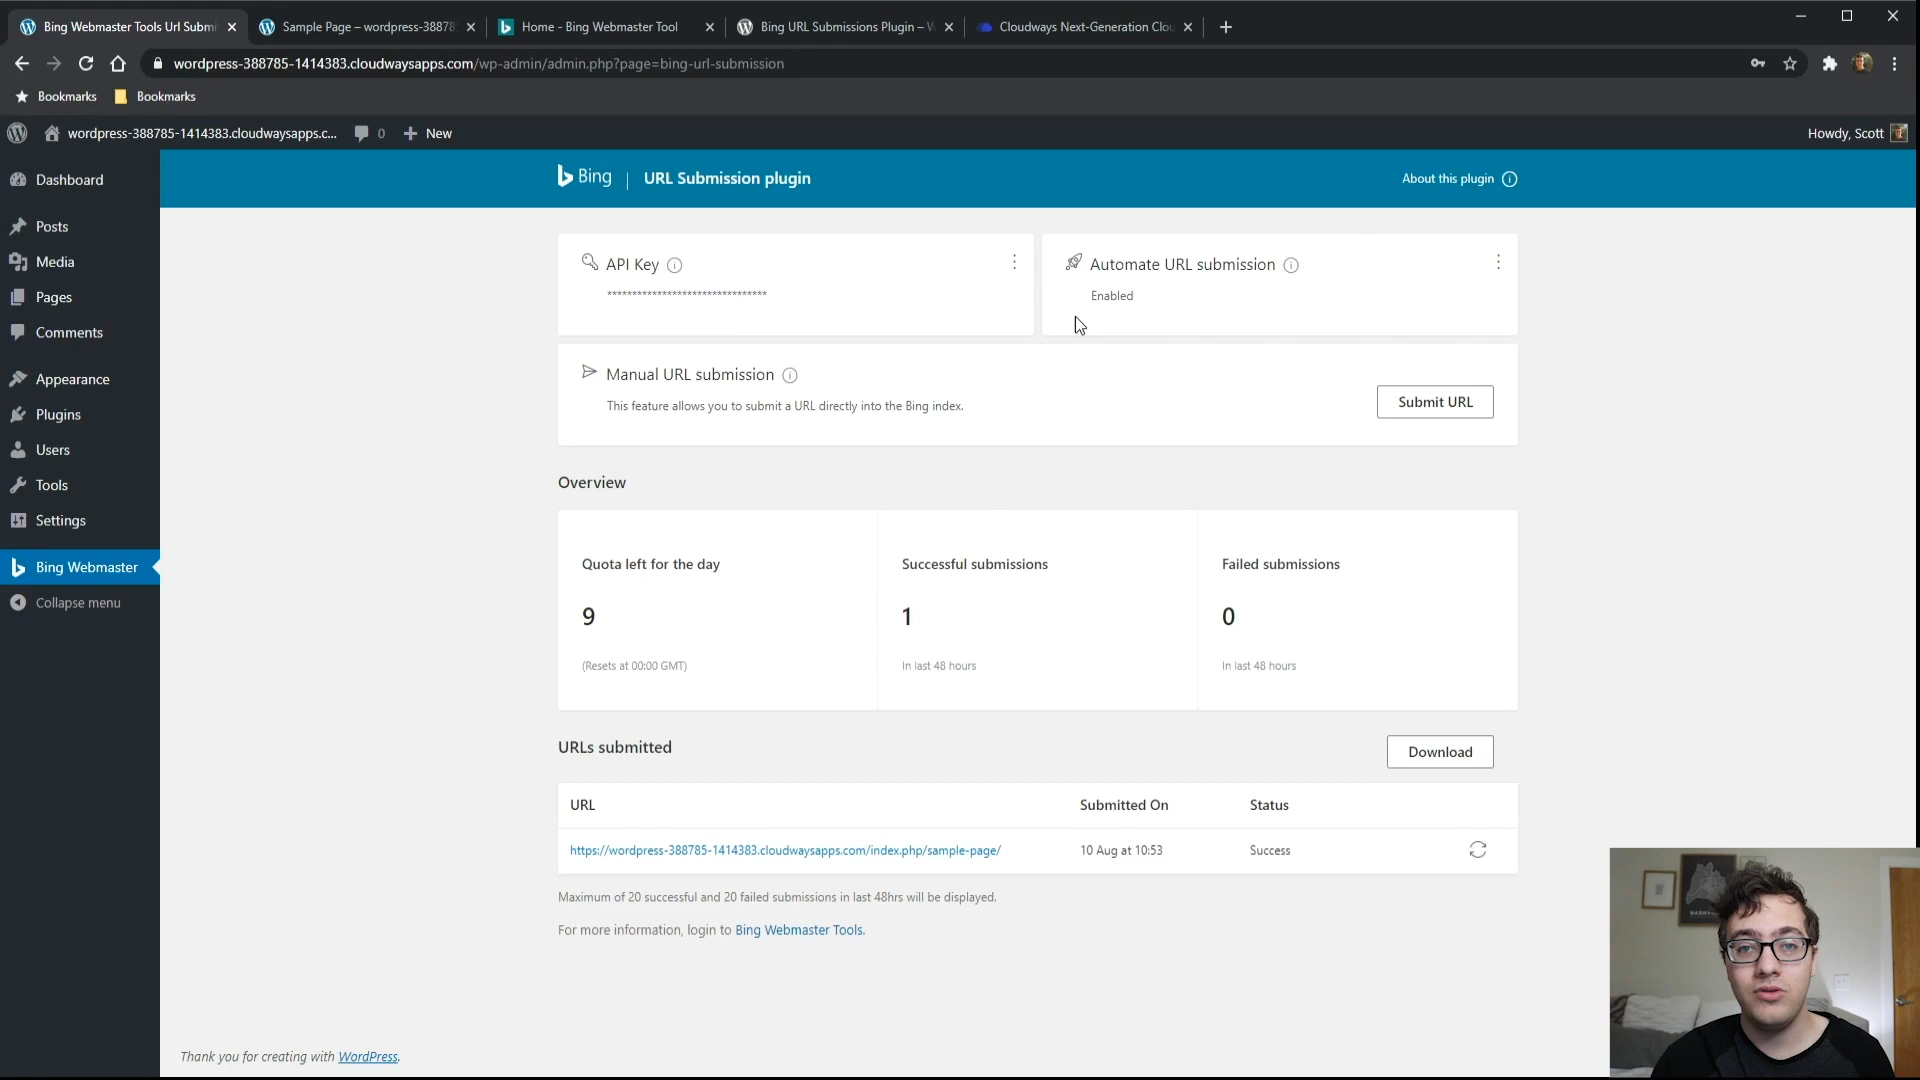 Bing Webmaster Tools Url Submi
Sample Page – wordpress-38878
Home - Bing Webmaster Tool
Bing URL Submissions Plugin – W
Cloudways Next-Generation Clou
wordpress-388785-1414383.cloudwaysapps.com/wp-admin/admin.php?page=bing-url-submission
Bookmarks
Bookmarks
wordpress-388785-1414383.cloudwaysapps.c...
0
New
Howdy, Scott
Dashboard
Posts
Media
Pages
Comments
Appearance
Plugins
Users
Tools
Settings
Bing Webmaster
Collapse menu
Bing | URL Submission plugin
About this plugin
API Key
********************************
Automate URL submission
Enabled
Manual URL submission
This feature allows you to submit a URL directly into the Bing index.
Submit URL
Overview
Quota left for the day
9
(Resets at 00:00 GMT)
Successful submissions
1
In last 48 hours
Failed submissions
0
In last 48 hours
URLs submitted
Download
URL Submitted On Status
https://wordpress-388785-1414383.cloudwaysapps.com/index.php/sample-page/ 10 Aug at 10:53 Success
Maximum of 20 successful and 20 failed submissions in last 48hrs will be displayed.
For more information, login to Bing Webmaster Tools.
Thank you for creating with WordPress.